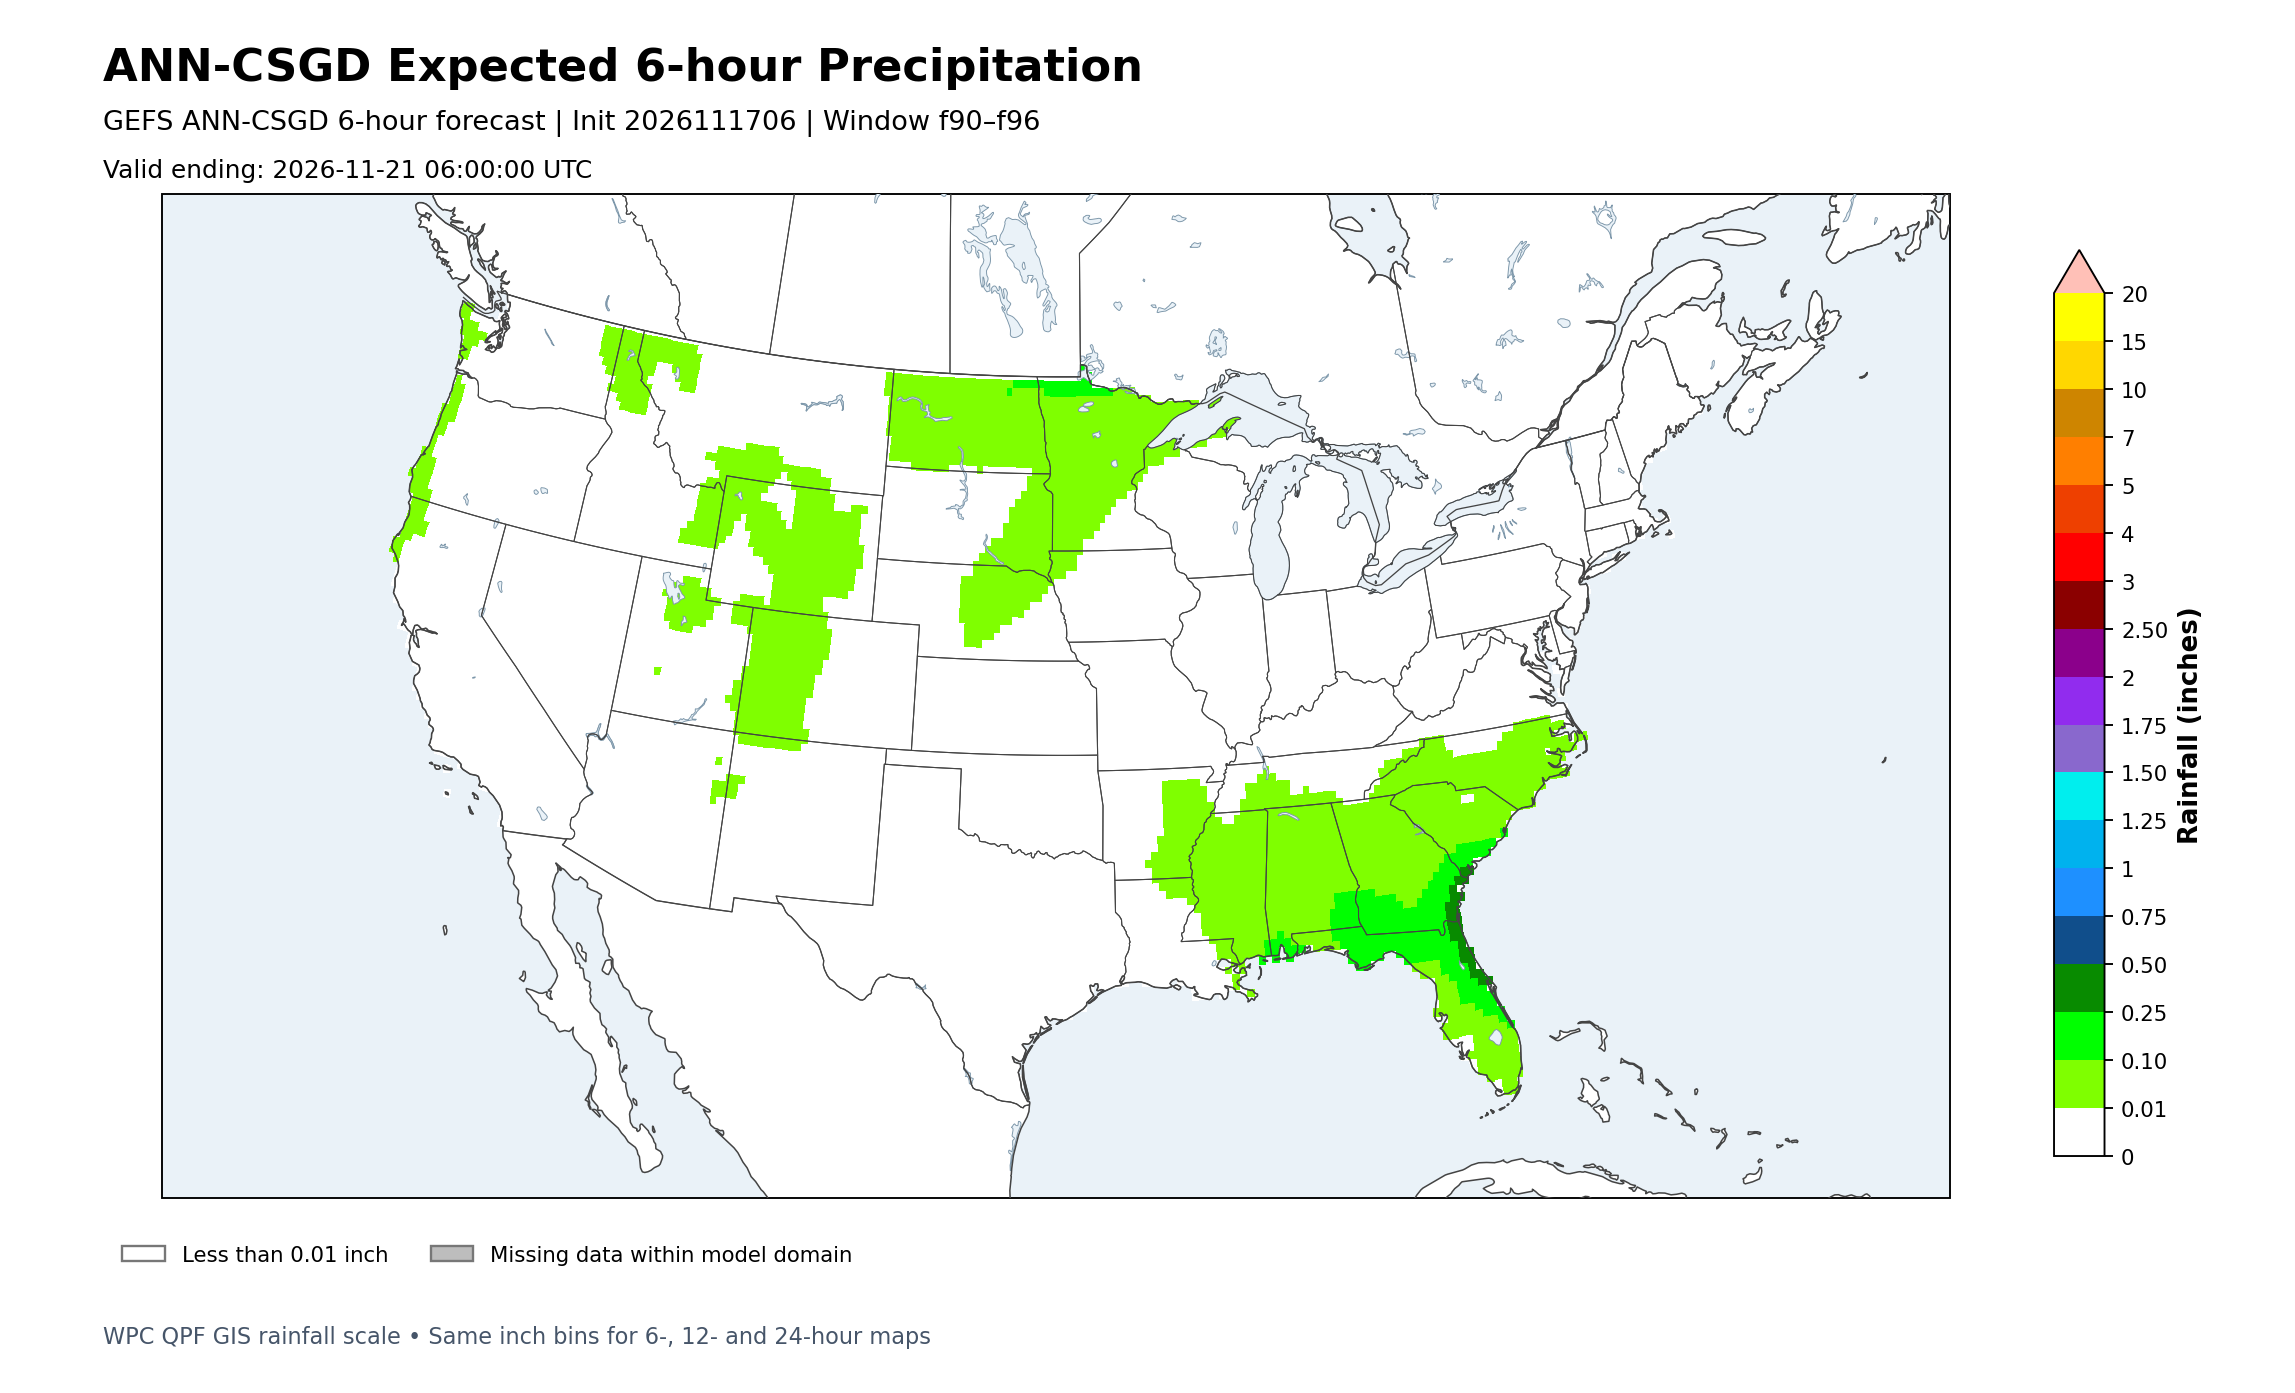 ANN-CSGD Expected 6-hour Precipitation
GEFS ANN-CSGD 6-hour forecast | Init 2026111706 | Window f90–f96
Valid ending: 2026-11-21 06:00:00 UTC
20
15
10
7
5
4
3
2.50
2
1.75
1.50
1.25
1
0.75
0.50
0.25
0.10
0.01
0
Rainfall (inches)
Less than 0.01 inch
Missing data within model domain
WPC QPF GIS rainfall scale • Same inch bins for 6-, 12- and 24-hour maps